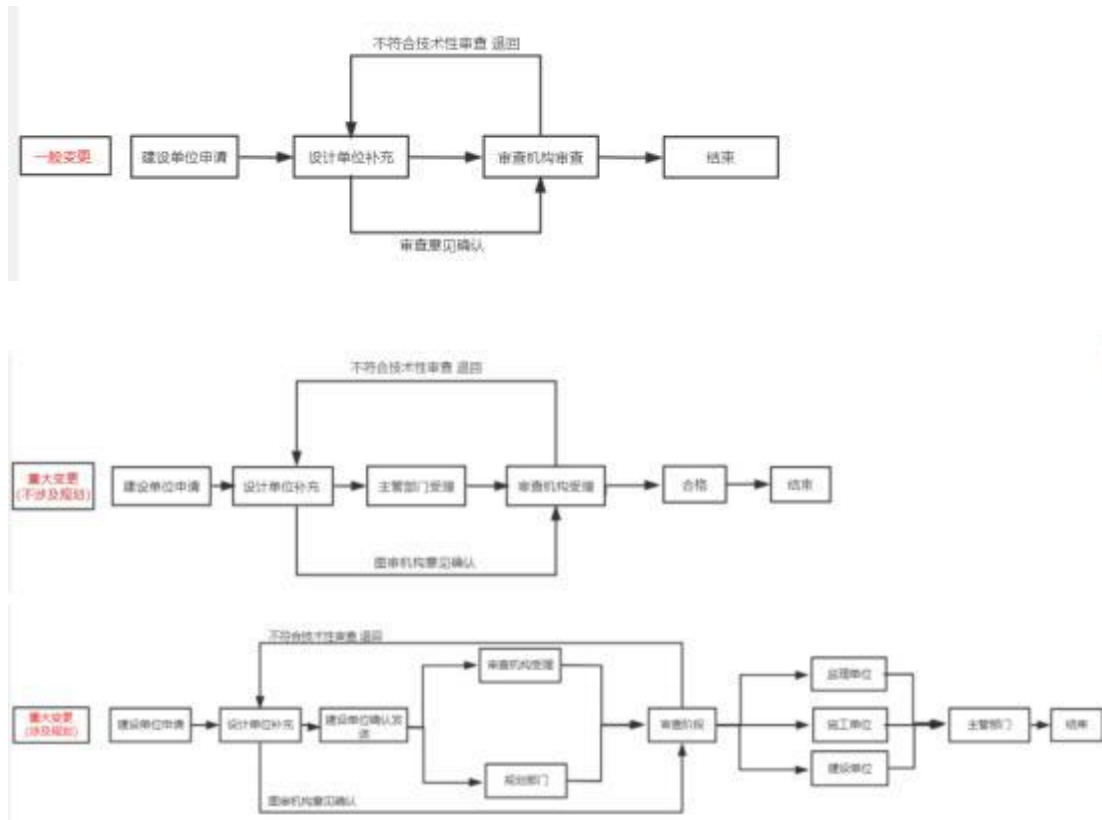 不符合技术性审查 退回
一般变更
建设单位申请
设计单位补充
审查机构审查
结束
审查意见确认
不符合技术性审查 退回
重大变更
(不涉及规划)
建设单位申请
设计单位补充
主管部门受理
审查机构受理
合格
结束
图审机构意见确认
不符合技术性审查 退回
审查机构受理
监理单位
重大变更
(涉及规划)
建设单位申请
设计单位补充
建设单位确认发
送
审查阶段
施工单位
主管部门
结束
规划部门
建设单位
图审机构意见确认